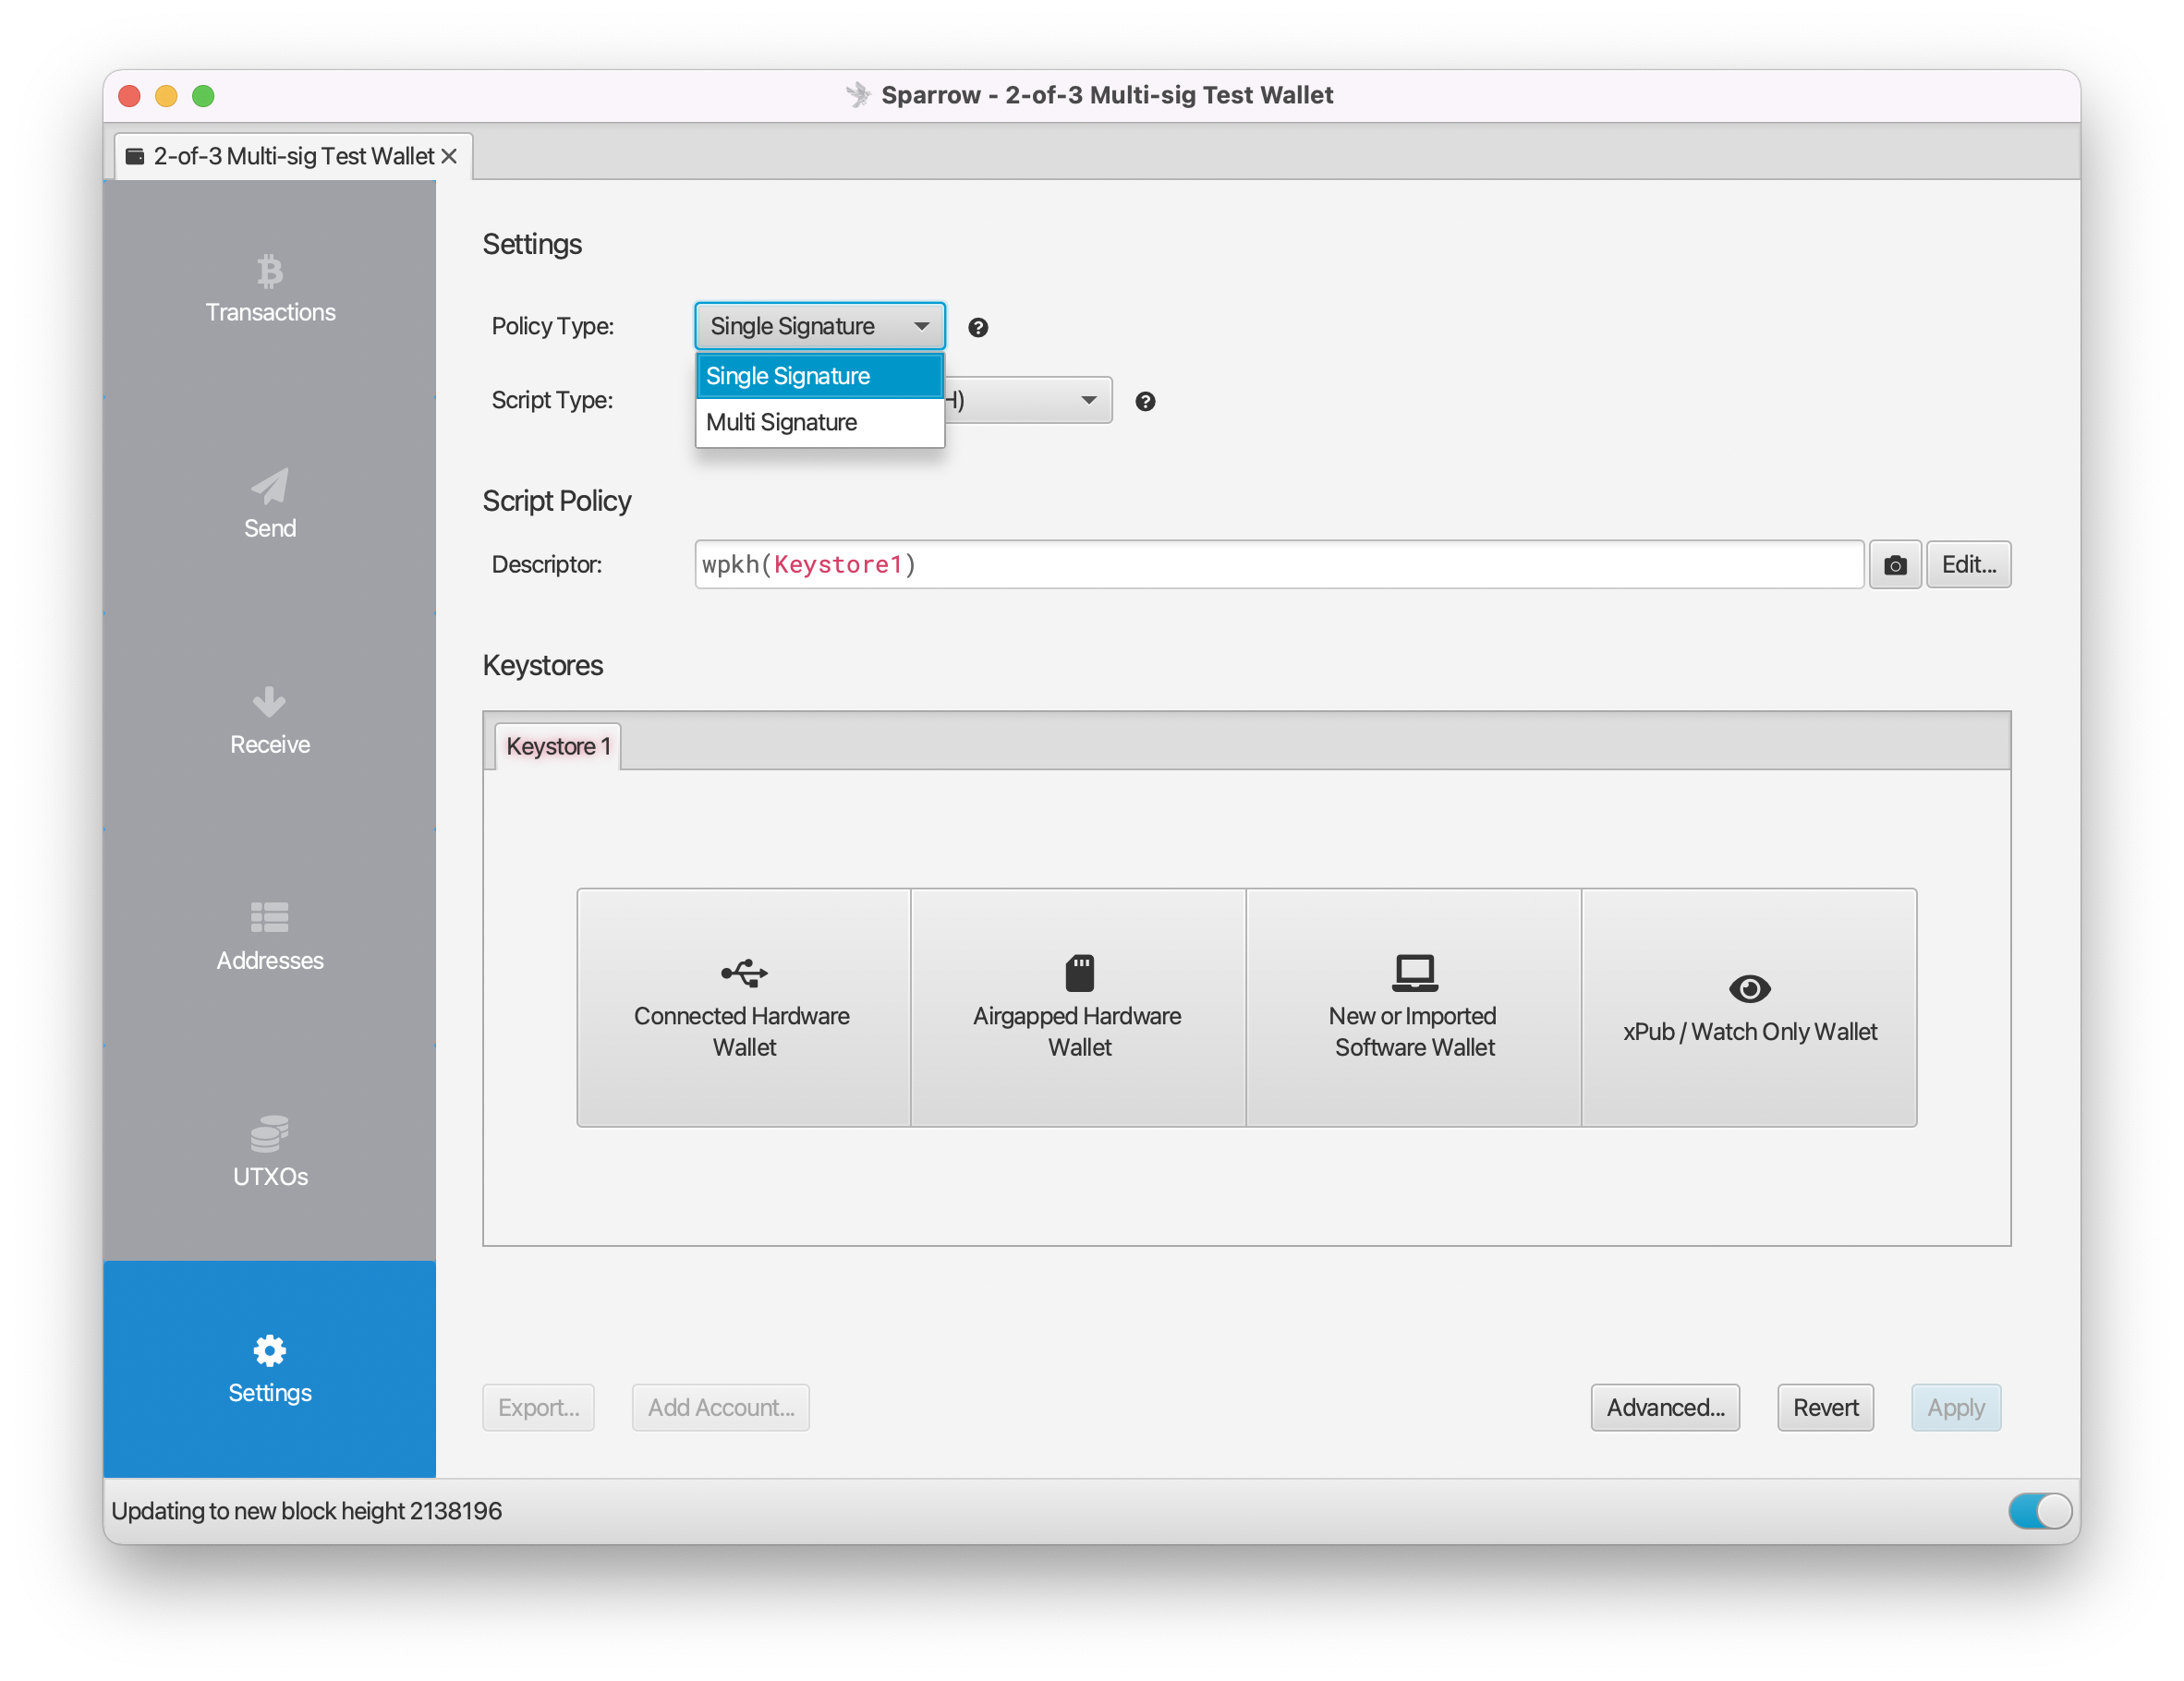 Sparrow - 2-of-3 Multi-sig Test Wallet
2-of-3 Multi-sig Test Wallet
Transactions
Send
Receive
Addresses
UTXOs
Settings
Settings
Policy Type:
Single Signature
Single Signature
Multi Signature
Script Type:
H)
Script Policy
Descriptor:
wpkh(Keystore1)
Edit...
Keystores
Keystore 1
Connected Hardware
Wallet
Airgapped Hardware
Wallet
New or Imported
Software Wallet
xPub / Watch Only Wallet
Export...
Add Account...
Advanced...
Revert
Apply
Updating to new block height 2138196